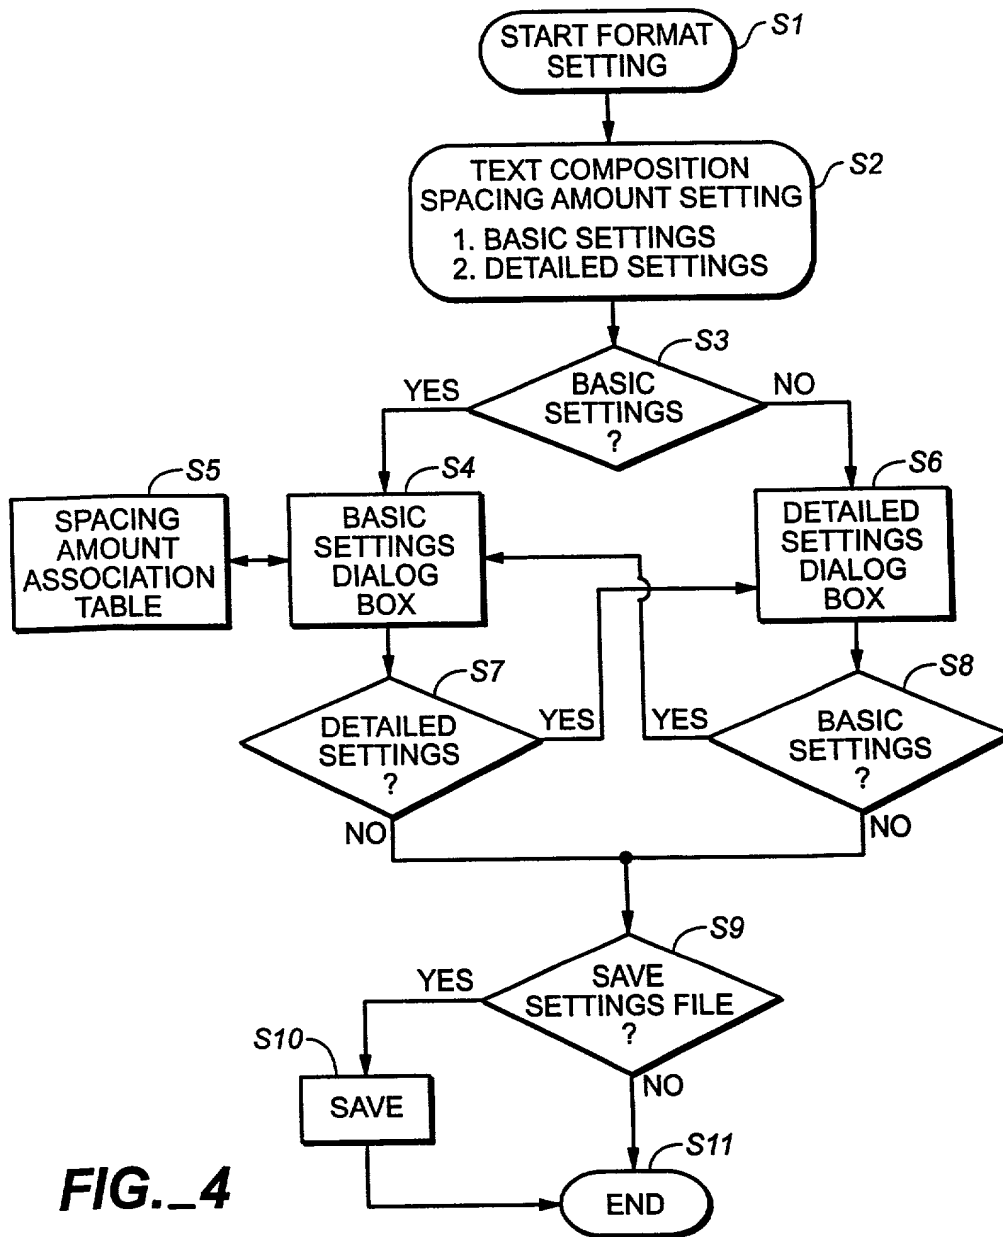 START FORMAT
SETTING
S1
TEXT COMPOSITION
SPACING AMOUNT SETTING
1. BASIC SETTINGS
2. DETAILED SETTINGS
S2
S3
YES
BASIC
SETTINGS
?
NO
S5
SPACING
AMOUNT
ASSOCIATION
TABLE
S4
BASIC
SETTINGS
DIALOG
BOX
S6
DETAILED
SETTINGS
DIALOG
BOX
S7
DETAILED
SETTINGS
?
YES
NO
S8
YES
BASIC
SETTINGS
?
NO
S9
YES
SAVE
SETTINGS FILE
?
NO
S10
SAVE
S11
END
FIG._4